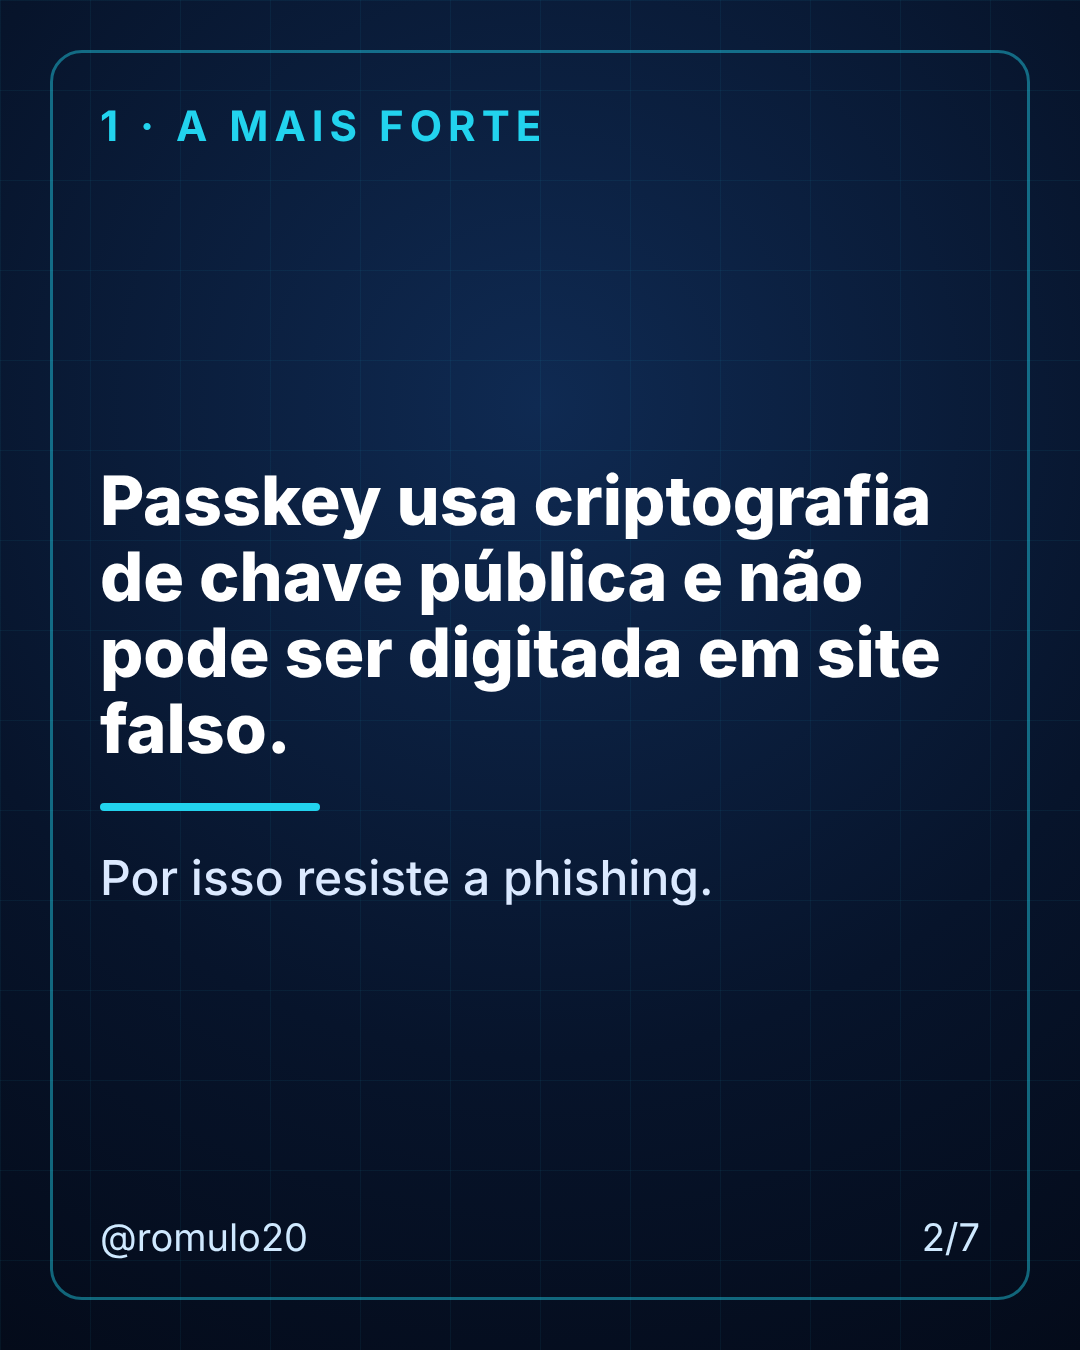 1 · A MAIS FORTE
Passkey usa criptografia
de chave pública e não
pode ser digitada em site
falso.
Por isso resiste a phishing.
@romulo20
2/7